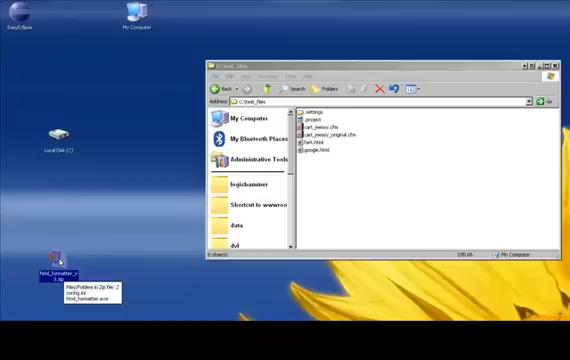 EasyEclipse
My Computer
C:\test_files
Back
Search
Folders
Address
C:\test_files
Go
My Computer
My Bluetooth Places
Administrative Tools
logichammer
Shortcut to wwwroo
data
dvl
.settings
.project
cart_messy.cfm
cart_messy_original.cfm
fark.html
google.html
6 objects
My Computer
Local Disk (C)
html_formatter_v
3.zip
Files/Folders in Zip file: 2
config.ini
html_formatter.exe